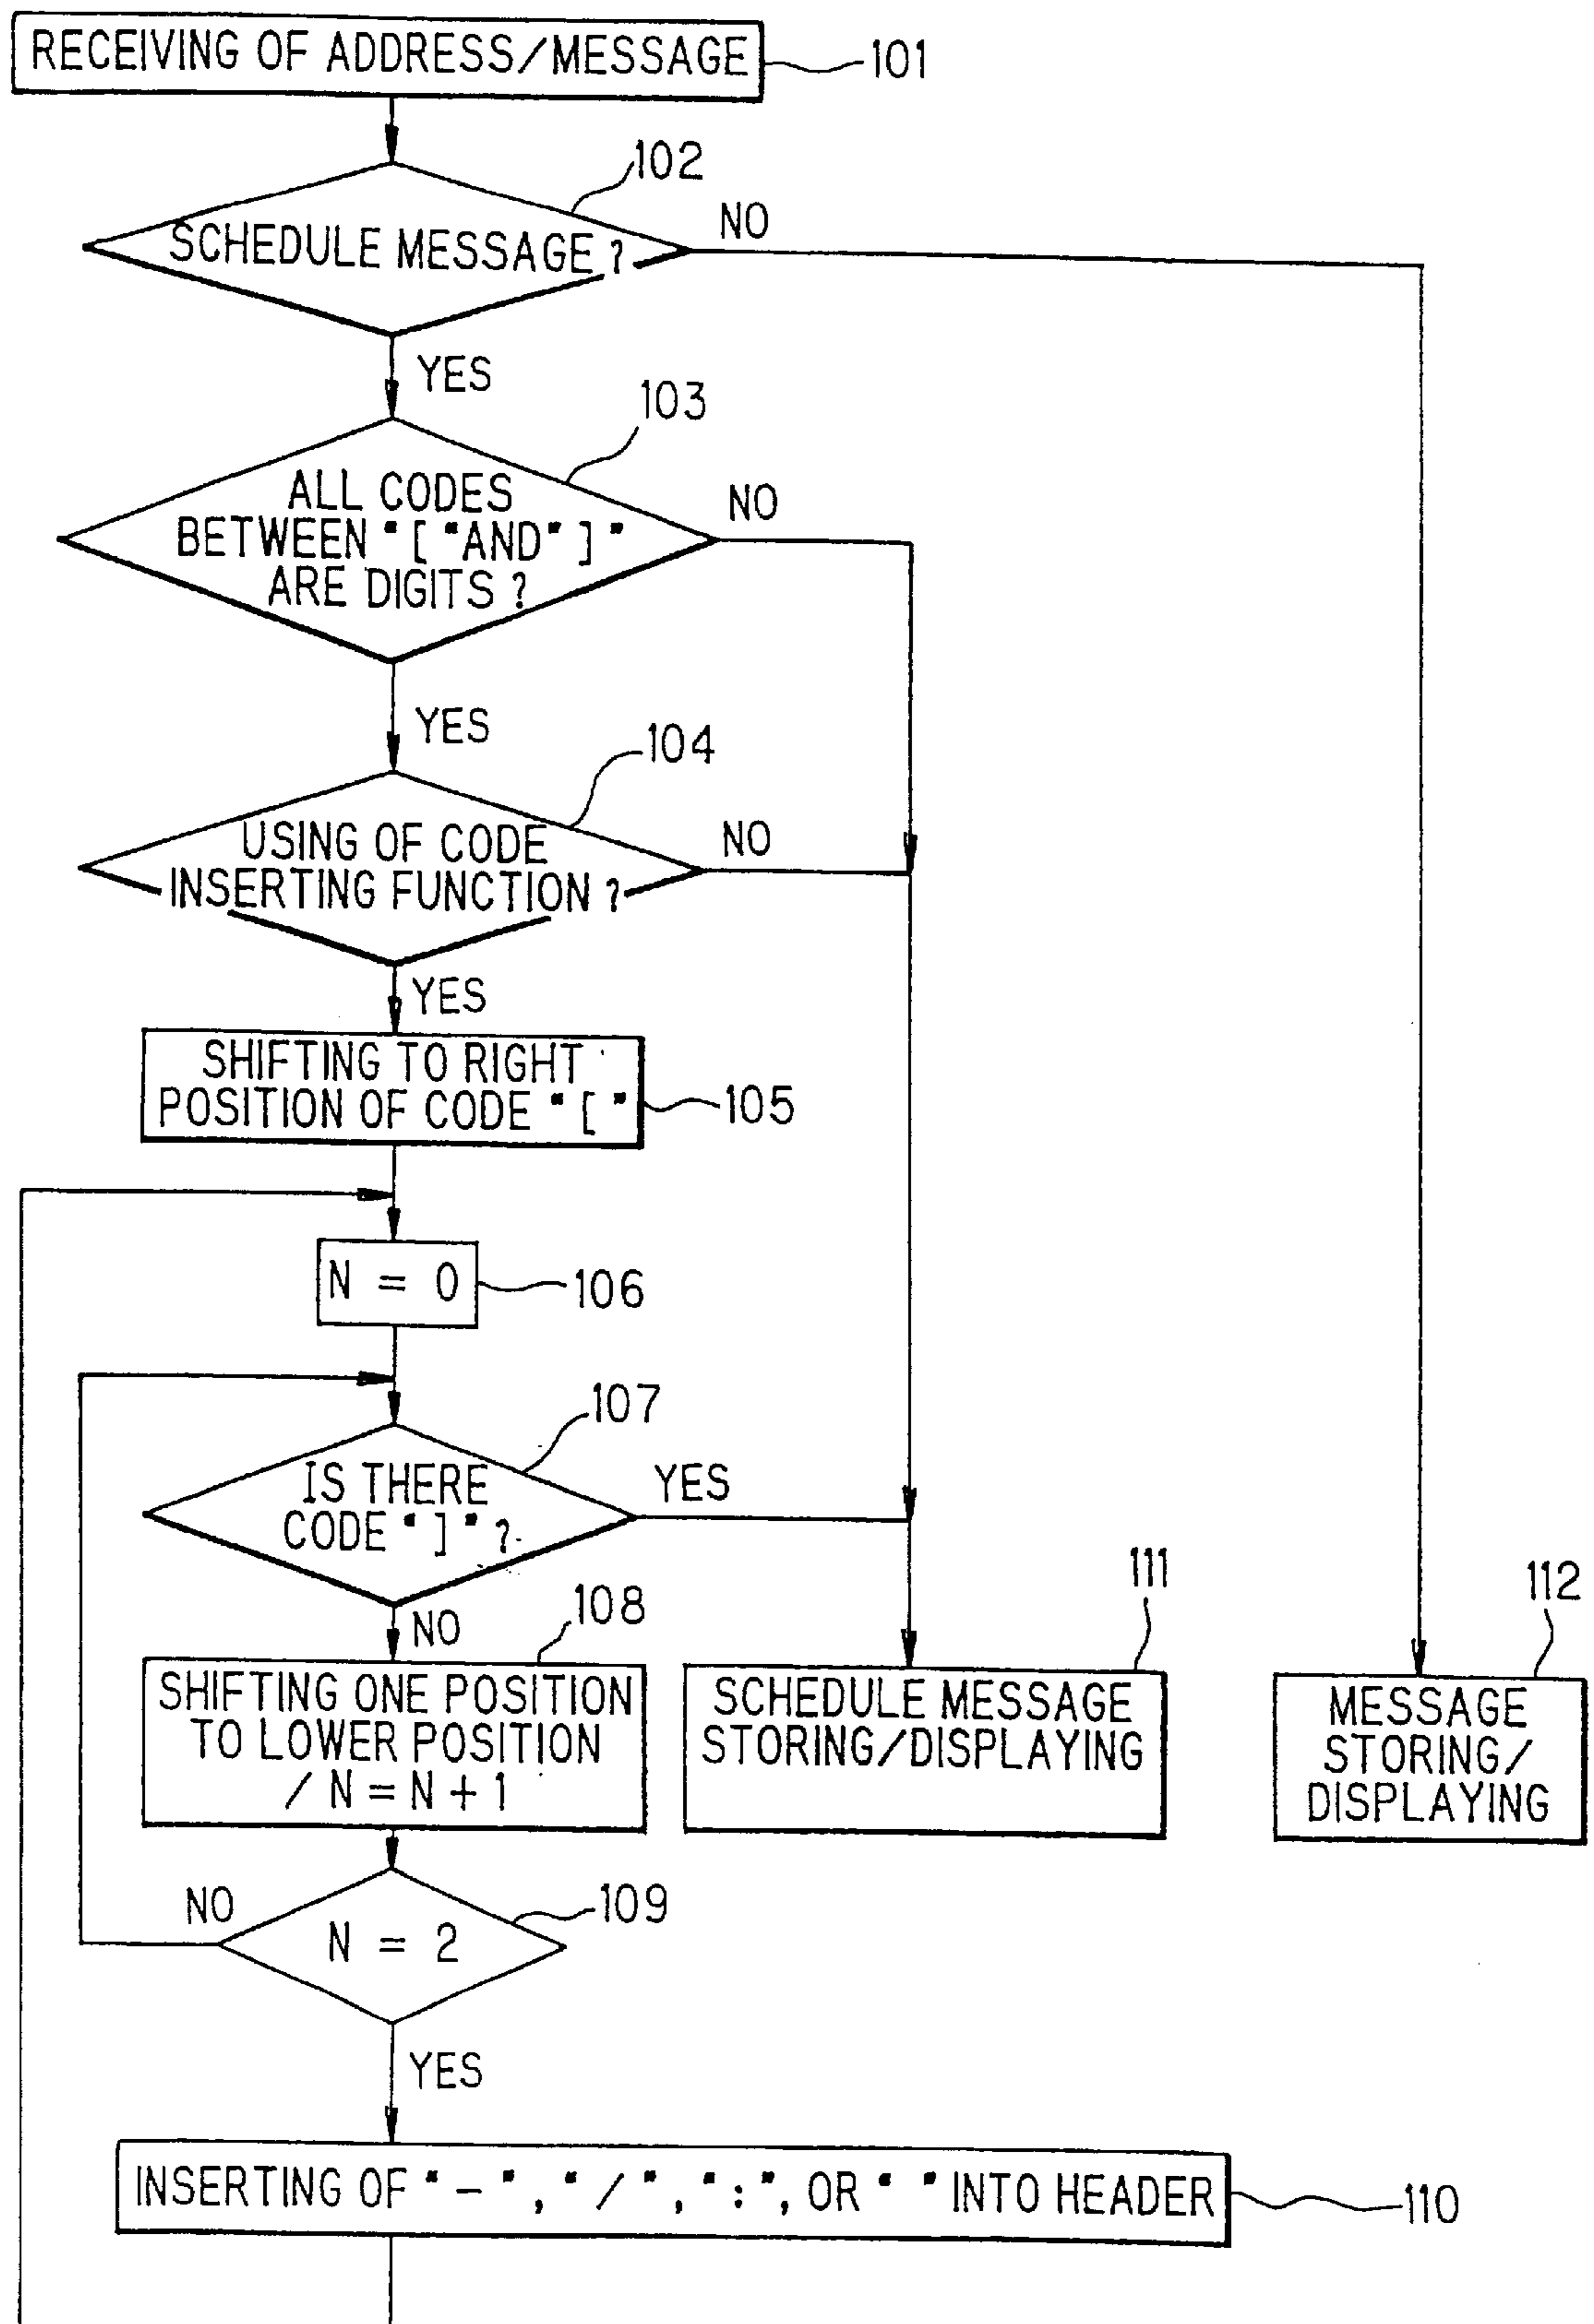 RECEIVING OF ADDRESS/MESSAGE
101
102
SCHEDULE MESSAGE ?
NO
YES
103
ALL CODES
BETWEEN "["AND"]"
ARE DIGITS ?
NO
YES
104
USING OF CODE
INSERTING FUNCTION ?
NO
YES
SHIFTING TO RIGHT
POSITION OF CODE "["
105
N = 0
106
107
IS THERE
CODE "]" ?
YES
NO
108
SHIFTING ONE POSITION
TO LOWER POSITION
/ N = N + 1
111
SCHEDULE MESSAGE
STORING/DISPLAYING
112
MESSAGE
STORING/
DISPLAYING
109
N = 2
NO
YES
INSERTING OF "-", "/", ":", OR " " INTO HEADER
110